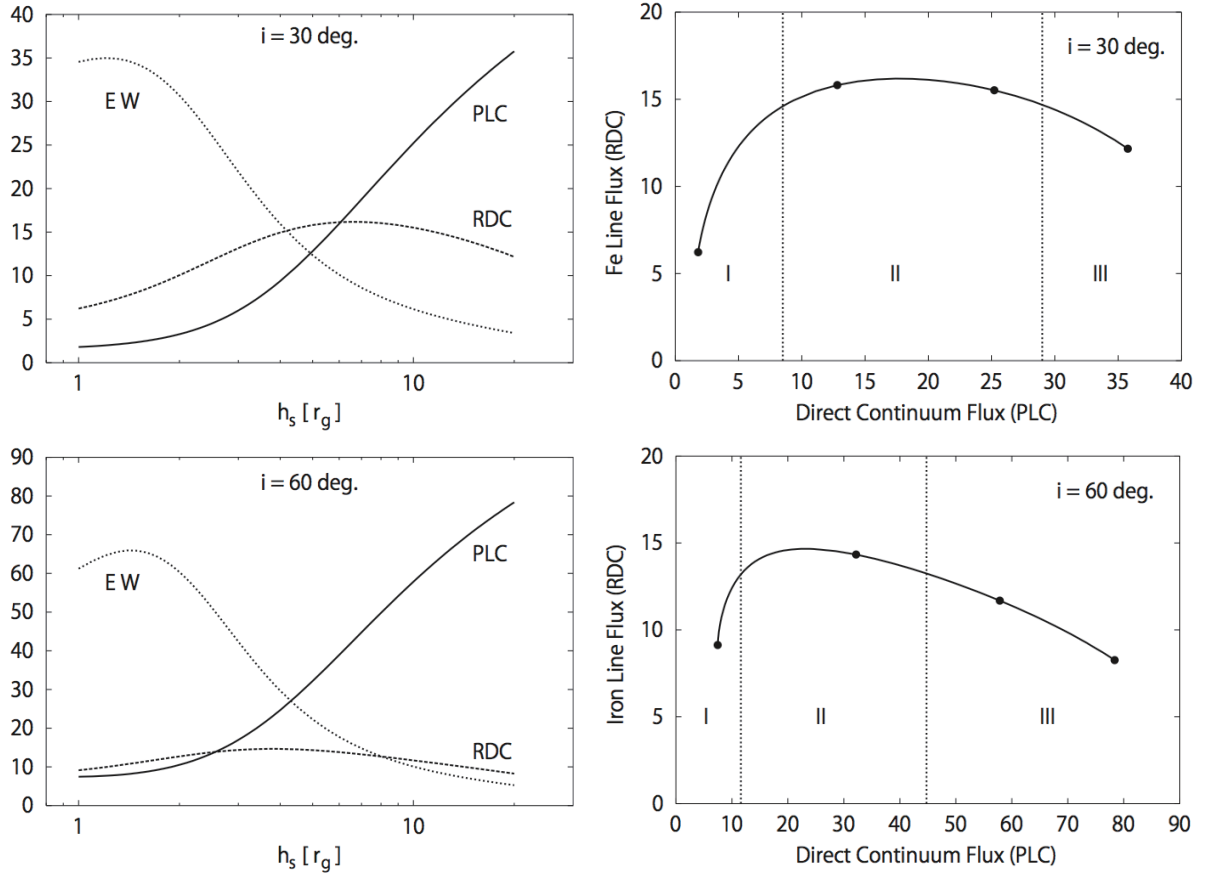 i = 30 deg.
40
35
30
25
20
15
10
5
0
E W
PLC
RDC
1
10
h_s [ r_g ]
i = 30 deg.
Fe Line Flux (RDC)
20
15
10
5
0
I
II
III
0 5 10 15 20 25 30 35 40
Direct Continuum Flux (PLC)
i = 60 deg.
90
80
70
60
50
40
30
20
10
0
E W
PLC
RDC
1
10
h_s [ r_g ]
i = 60 deg.
Iron Line Flux (RDC)
20
15
10
5
0
I
II
III
0 10 20 30 40 50 60 70 80 90
Direct Continuum Flux (PLC)